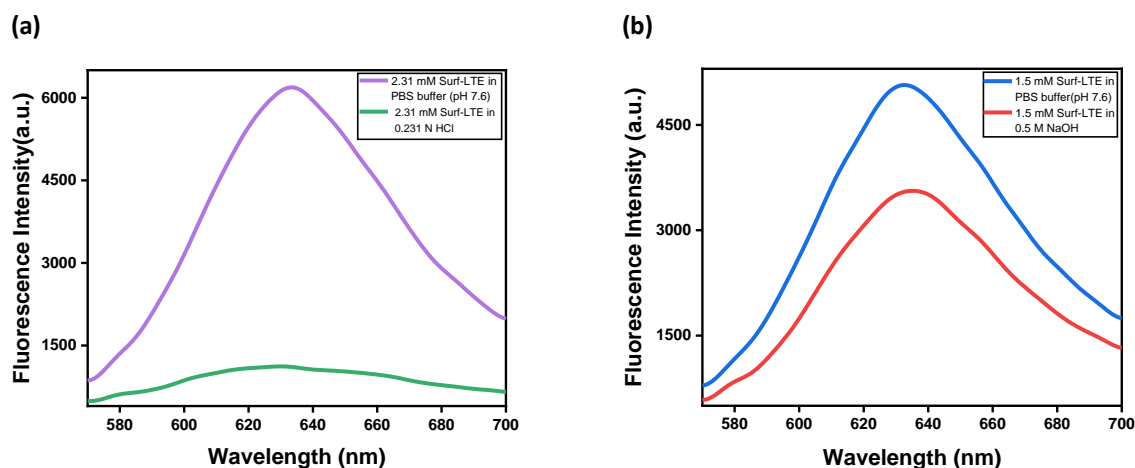 (a)
Fluorescence Intensity(a.u.)
6000
4500
3000
1500
2.31 mM Surf-LTE in
PBS buffer (pH 7.6)
2.31 mM Surf-LTE in
0.231 N HCl
580 600 620 640 660 680 700
Wavelength (nm)
(b)
Fluorescence Intensity (a.u.)
4500
3000
1500
1.5 mM Surf-LTE in
PBS buffer(pH 7.6)
1.5 mM Surf-LTE in
0.5 M NaOH
580 600 620 640 660 680 700
Wavelength (nm)